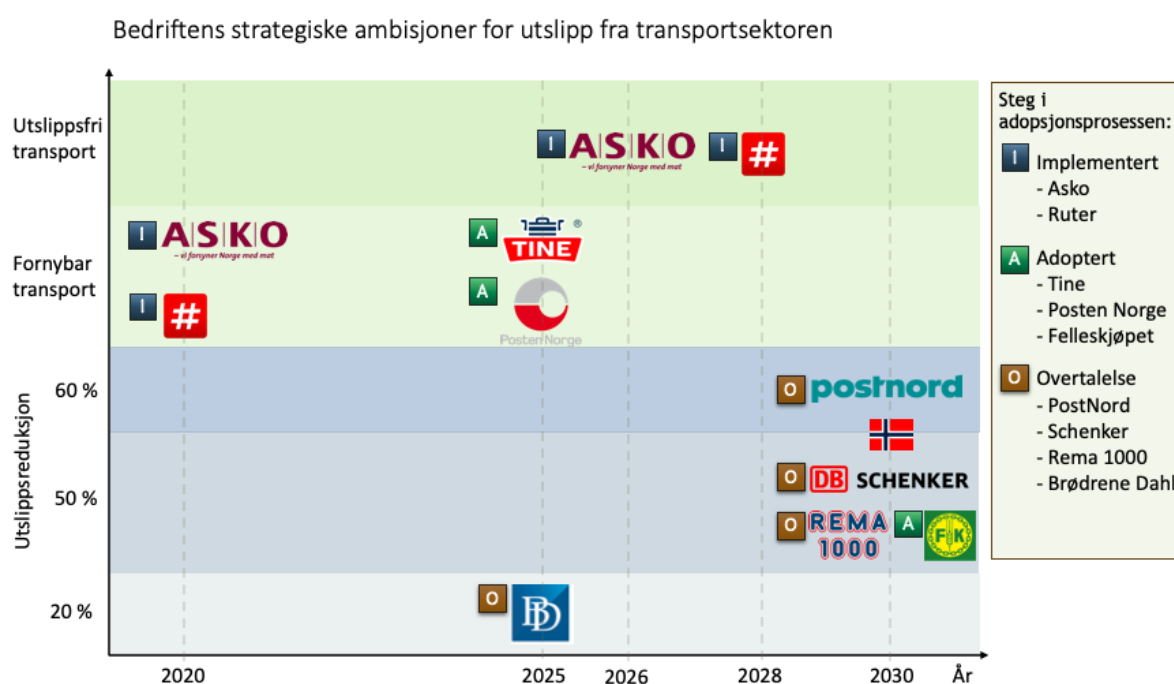 Bedriftens strategiske ambisjoner for utslipp fra transportsektoren
Utslippsfri
transport
I
A|S|K|O
– vi forsyner Norge med mat
I
#
I
A|S|K|O
– vi forsyner Norge med mat
A
TINE ®
Fornybar
transport
I
#
A
Posten Norge
Utslippsreduksjon
60 %
O
postnord
50 %
O
DB SCHENKER
O
REMA
1000
A
FK
20 %
O
BD
2020
2025
2026
2028
2030
År
Steg i
adopsjonsprosessen:
I Implementert
- Asko
- Ruter
A Adoptert
- Tine
- Posten Norge
- Felleskjøpet
O Overtalelse
- PostNord
- Schenker
- Rema 1000
- Brødrene Dahl